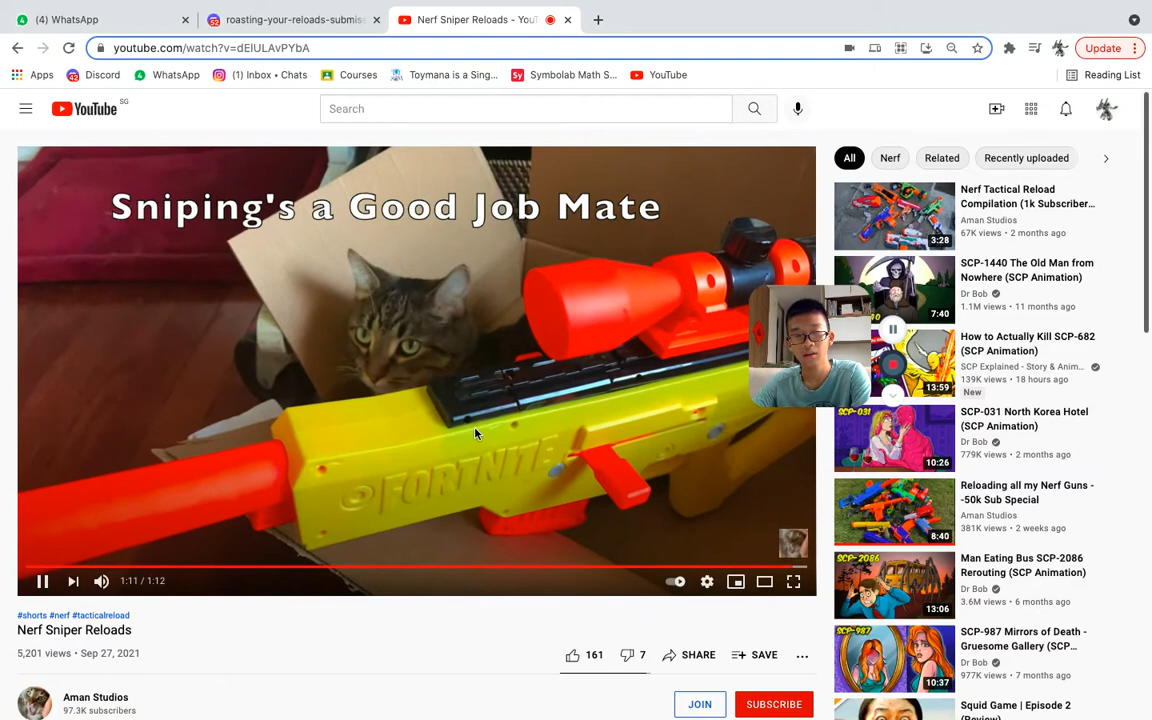 (4) WhatsApp
roasting-your-reloads-submiss
Nerf Sniper Reloads - YouT
youtube.com/watch?v=dEIULAvPYbA
Update
Apps
Discord
WhatsApp
(1) Inbox • Chats
Courses
Toymana is a Sing...
Symbolab Math S...
YouTube
Reading List
YouTube SG
Search
Sniping's a Good Job Mate
FORTNITE
1:11 / 1:12
#shorts #nerf #tacticalreload
Nerf Sniper Reloads
5,201 views • Sep 27, 2021
161
7
SHARE
SAVE
Aman Studios
97.3K subscribers
JOIN
SUBSCRIBE
All
Nerf
Related
Recently uploaded
Nerf Tactical Reload
Compilation (1k Subscriber...
Aman Studios
67K views • 2 months ago
3:28
SCP-1440 The Old Man from
Nowhere (SCP Animation)
Dr Bob
1.1M views • 11 months ago
7:40
How to Actually Kill SCP-682
(SCP Animation)
SCP Explained - Story & Anim...
139K views • 18 hours ago
New
13:59
SCP-031 North Korea Hotel
(SCP Animation)
Dr Bob
779K views • 2 months ago
SCP-031
10:26
Reloading all my Nerf Guns -
-50k Sub Special
Aman Studios
381K views • 2 weeks ago
8:40
Man Eating Bus SCP-2086
Rerouting (SCP Animation)
Dr Bob
3.6M views • 6 months ago
SCP-2086
13:06
SCP-987 Mirrors of Death -
Gruesome Gallery (SCP...
Dr Bob
977K views • 7 months ago
SCP-987
10:37
Squid Game | Episode 2